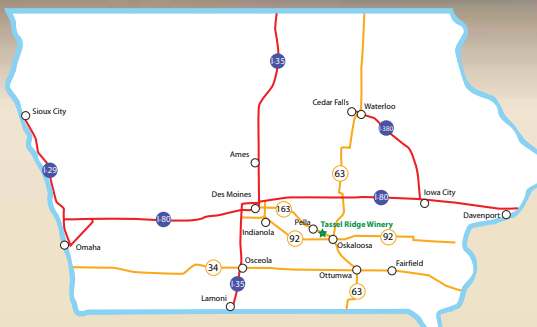 I-35
Cedar Falls
Waterloo
Sioux City
I-380
Ames
I-29
63
Des Moines
I-80
Iowa City
163
Pella
Tassel Ridge Winery
Davenport
I-80
Indianola
92
Oskaloosa
92
Omaha
34
Osceola
Fairfield
Ottumwa
I-35
63
Lamoni